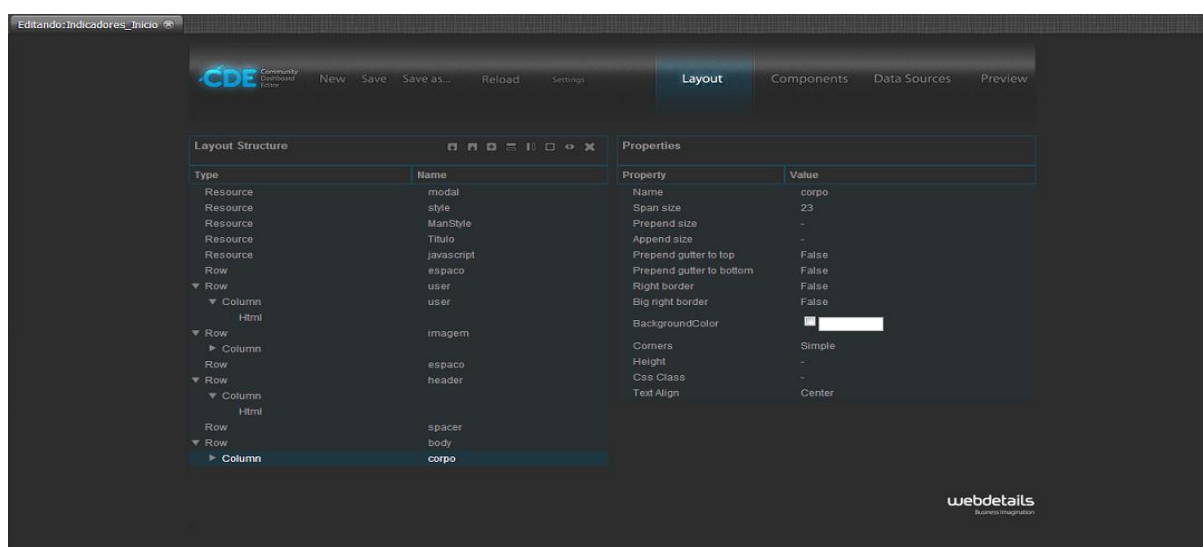 Editando:Indicadores_Inicio
CDE Community Dashboard Editor New Save Save as... Reload Settings Layout Components Data Sources Preview
Layout Structure
Type Name
Resource modal
Resource style
Resource ManStyle
Resource Titulo
Resource javascript
Row espaco
Row user
Column user
Html
Row imagem
Column
Row espaco
Row header
Column
Html
Row spacer
Row body
Column corpo
Properties
Property Value
Name corpo
Span size 23
Prepend size -
Append size -
Prepend gutter to top False
Prepend gutter to bottom False
Right border False
Big right border False
BackgroundColor
Corners Simple
Height -
Css Class -
Text Align Center
webdetails
Business Imagination